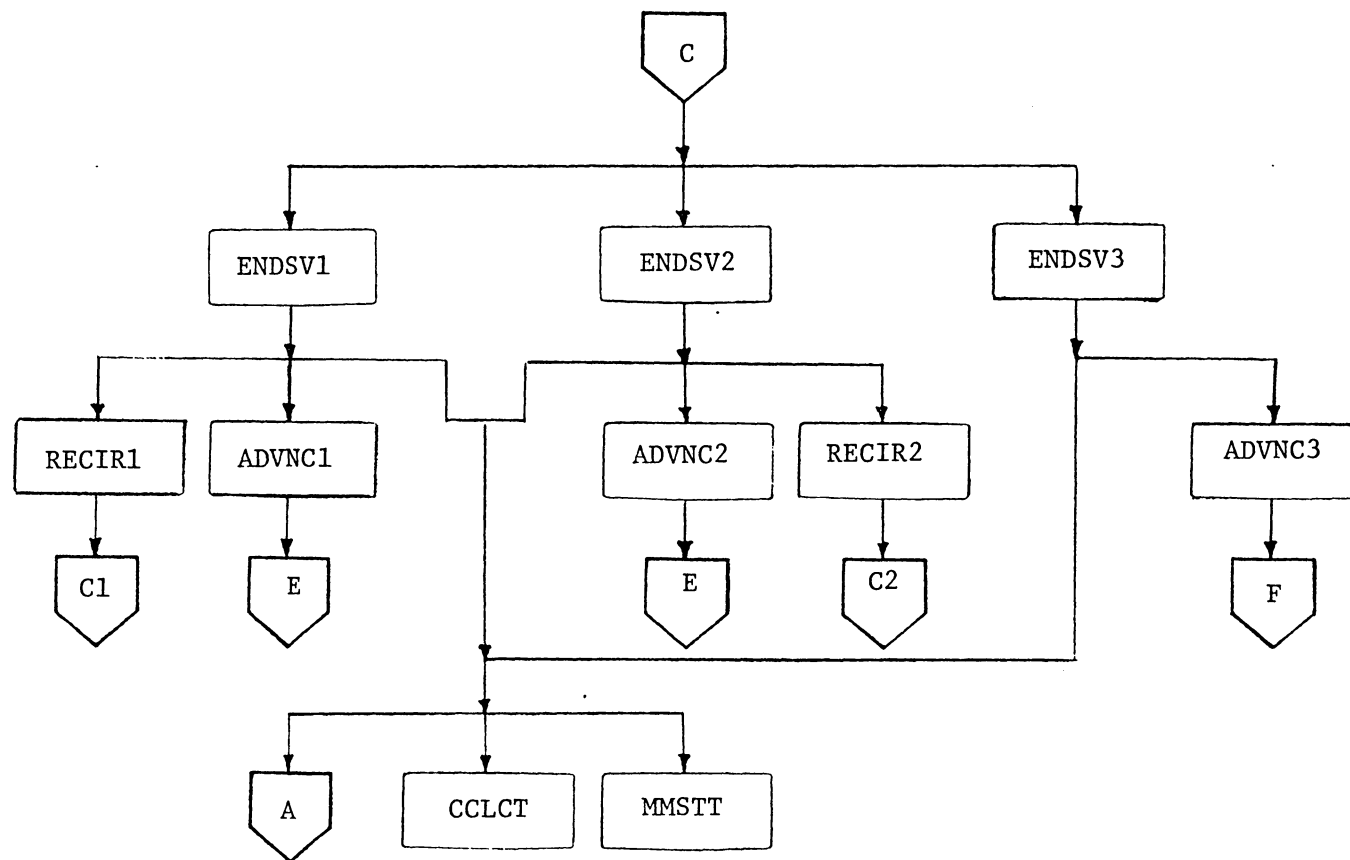 C
ENDSV1
ENDSV2
ENDSV3
RECIR1
ADVNC1
ADVNC2
RECIR2
ADVNC3
C1
E
E
C2
F
A
CCLCT
MMSTT